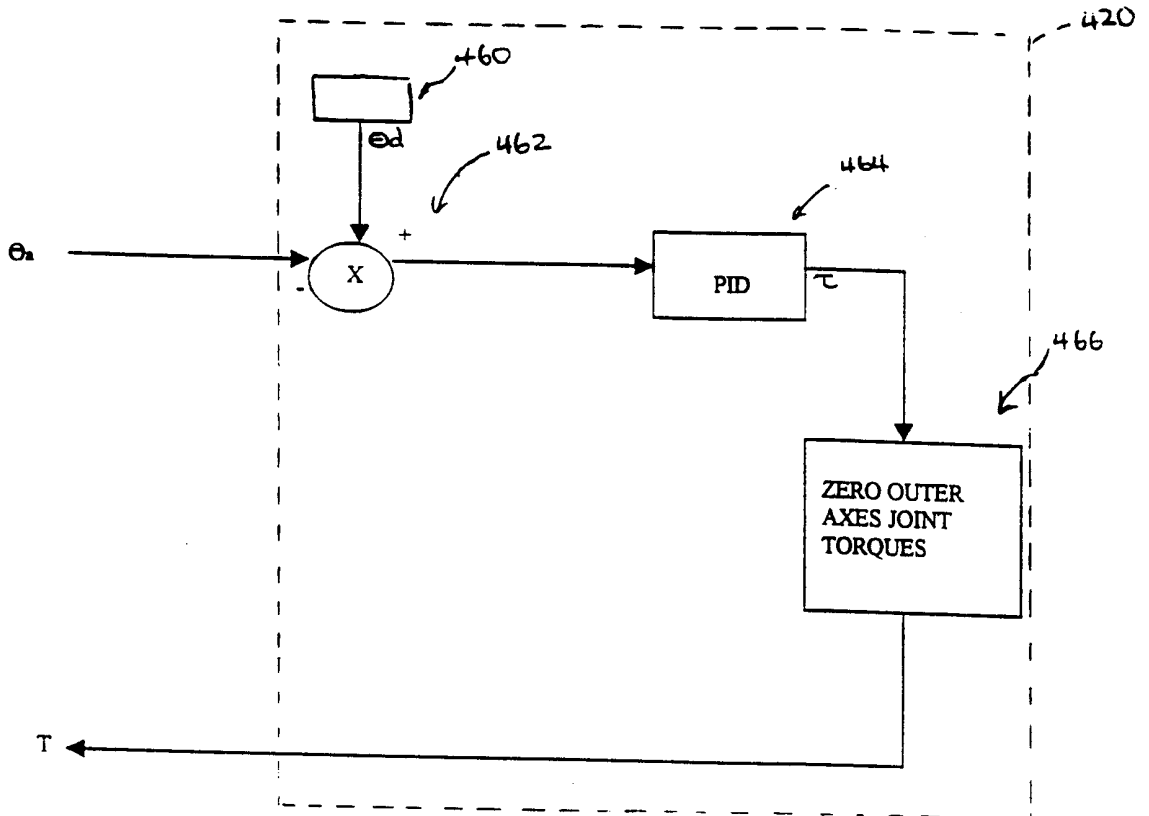 420
460
Θd
462
464
Θa
+
X
-
PID
τ
466
ZERO OUTER
AXES JOINT
TORQUES
T